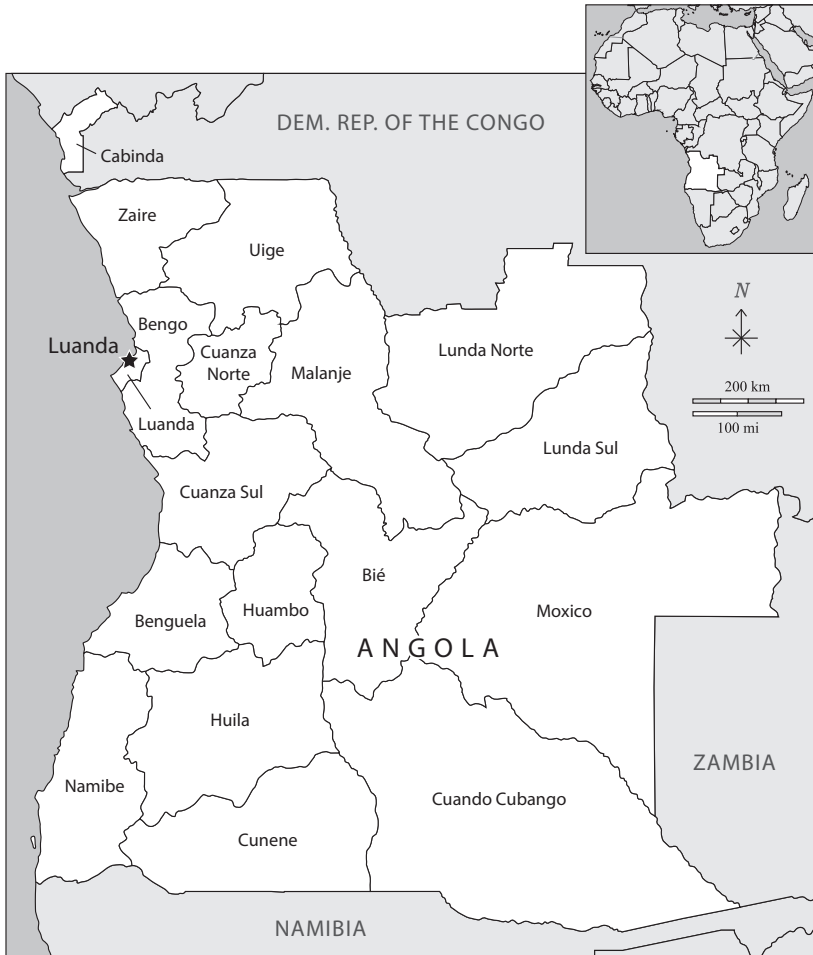 DEM. REP. OF THE CONGO
Cabinda
Zaire
Uige
N
Bengo
Luanda
Cuanza
Norte
Lunda Norte
Malanje
200 km
100 mi
Luanda
Lunda Sul
Cuanza Sul
Bié
Huambo
Moxico
Benguela
ANGOLA
Huila
ZAMBIA
Namibe
Cuando Cubango
Cunene
NAMIBIA